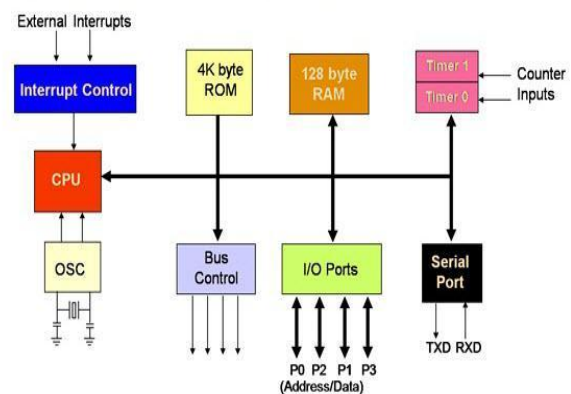 External Interrupts
Interrupt Control
4K byte
ROM
128 byte
RAM
Timer 1
Timer 0
Counter
Inputs
CPU
OSC
Bus
Control
I/O Ports
Serial
Port
TXD RXD
P0 P2 P1 P3
(Address/Data)